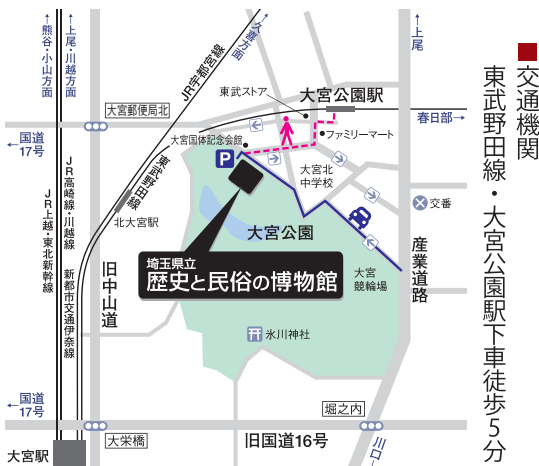 ■交通機関
東武野田線・大宮公園駅下車徒歩5分
↑上尾・川越方面
↑熊谷・小山方面
JR宇都宮線
↑久喜方面
↑上尾
東武ストア
大宮公園駅
大宮郵便局北
春日部→
←国道17号
大宮国体記念会館
ファミリーマート
P
東武野田線
大宮北中学校
JR高崎線・川越線
JR上越・東北新幹線
北大宮駅
交番
大宮公園
産業道路
埼玉県立
歴史と民俗の博物館
旧中山道
新都市交通伊奈線
大宮競輪場
氷川神社
←国道17号
堀之内
大栄橋
旧国道16号
大宮駅
川口↓